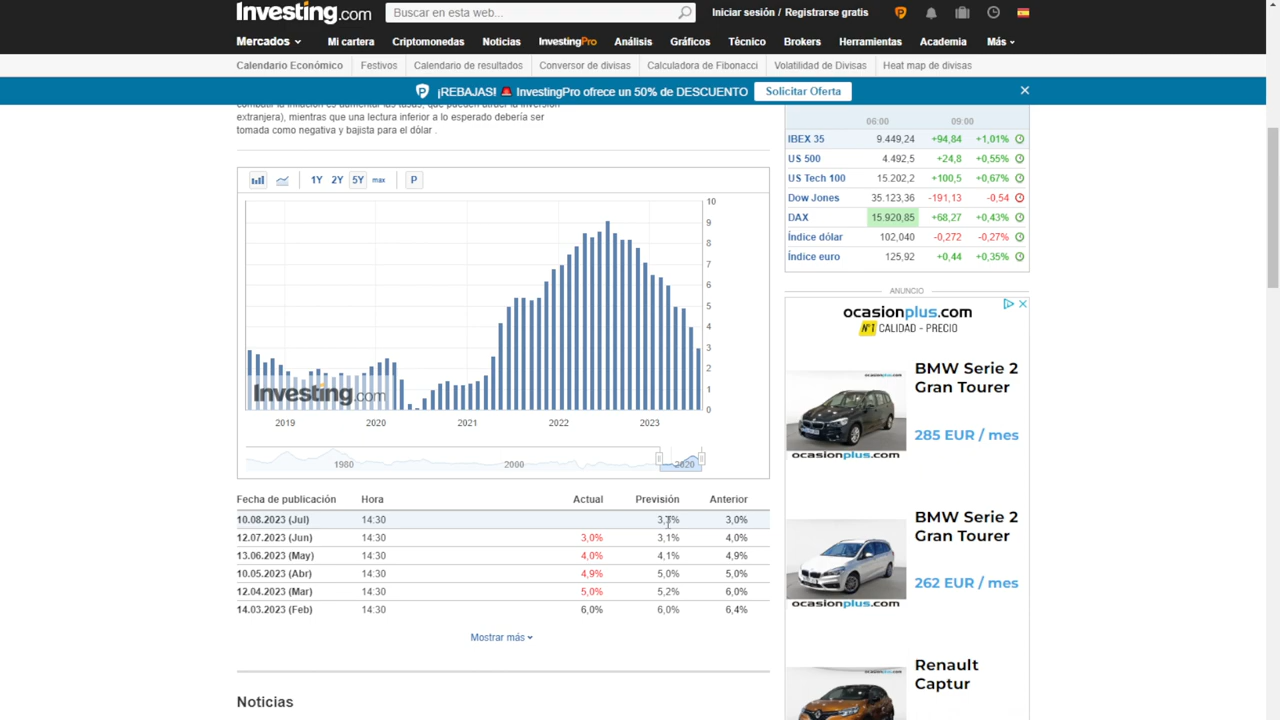 Investing.com
Buscar en esta web...
Iniciar sesión / Registrarse gratis
Mercados
Mi cartera
Criptomonedas
Noticias
InvestingPro
Análisis
Gráficos
Técnico
Brokers
Herramientas
Academia
Más
Calendario Económico
Festivos
Calendario de resultados
Conversor de divisas
Calculadora de Fibonacci
Volatilidad de Divisas
Heat map de divisas
¡REBAJAS! 🚨 InvestingPro ofrece un 50% de DESCUENTO
Solicitar Oferta
combatir la inflación es aumentar las tasas, que pueden atraer la inversión
extranjera), mientras que una lectura inferior a lo esperado debería ser
tomada como negativa y bajista para el dólar .
1Y 2Y 5Y max P
10
9
8
7
6
5
4
3
2
1
0
Investing.com
2019 2020 2021 2022 2023
1980 2000 2020
Fecha de publicación Hora Actual Previsión Anterior
10.08.2023 (Jul) 14:30 3,0%
12.07.2023 (Jun) 14:30 3,0% 3,1% 4,0%
13.06.2023 (May) 14:30 4,0% 4,1% 4,9%
10.05.2023 (Abr) 14:30 4,9% 5,0% 5,0%
12.04.2023 (Mar) 14:30 5,0% 5,2% 6,0%
14.03.2023 (Feb) 14:30 6,0% 6,0% 6,4%
Mostrar más
Noticias
06:00 09:00
IBEX 35 9.449,24 +94,84 +1,01%
US 500 4.492,5 +24,8 +0,55%
US Tech 100 15.202,2 +100,5 +0,67%
Dow Jones 35.123,36 -191,13 -0,54
DAX 15.920,85 +68,27 +0,43%
Índice dólar 102,040 -0,272 -0,27%
Índice euro 125,92 +0,44 +0,35%
ANUNCIO
ocasionplus.com
Nº1 CALIDAD - PRECIO
BMW Serie 2
Gran Tourer
285 EUR / mes
ocasionplus.com
BMW Serie 2
Gran Tourer
262 EUR / mes
ocasionplus.com
Renault
Captur